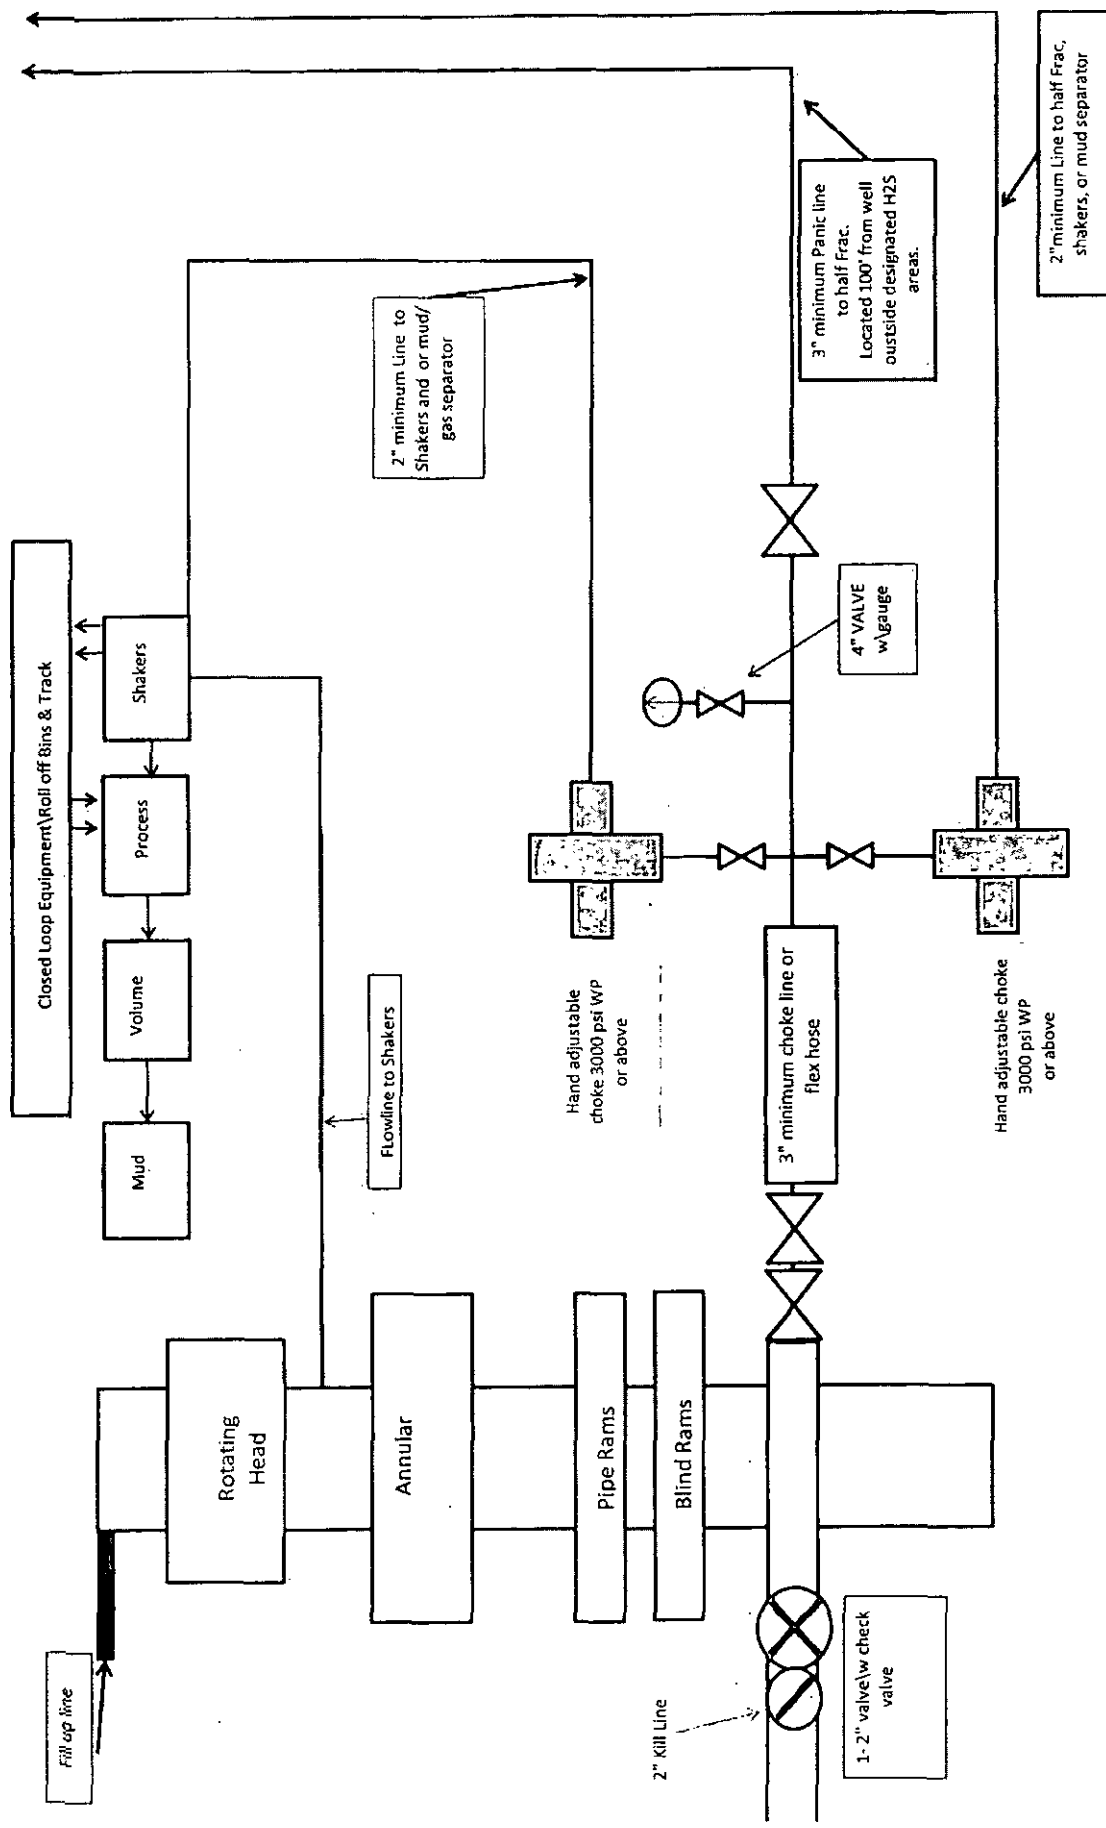 Fill up line
Rotating
Head
Annular
Pipe Rams
Blind Rams
2" Kill Line
1- 2" valve\w check
valve
Closed Loop Equipment\Roll off Bins & Track
Mud
Volume
Process
Shakers
FLowline to Shakers
2" minimum Line to
Shakers and or mud/
gas separator
Hand adjustable
choke 3000 psi WP
or above
3" minimum choke line or
flex hose
4" VALVE
w\gauge
3" minimum Panic line
to half Frac.
Located 100' from well
oustside designated H2S
areas.
Hand adjustable choke
3000 psi WP
or above
2"minimum Line to half Frac,
shakers, or mud separator